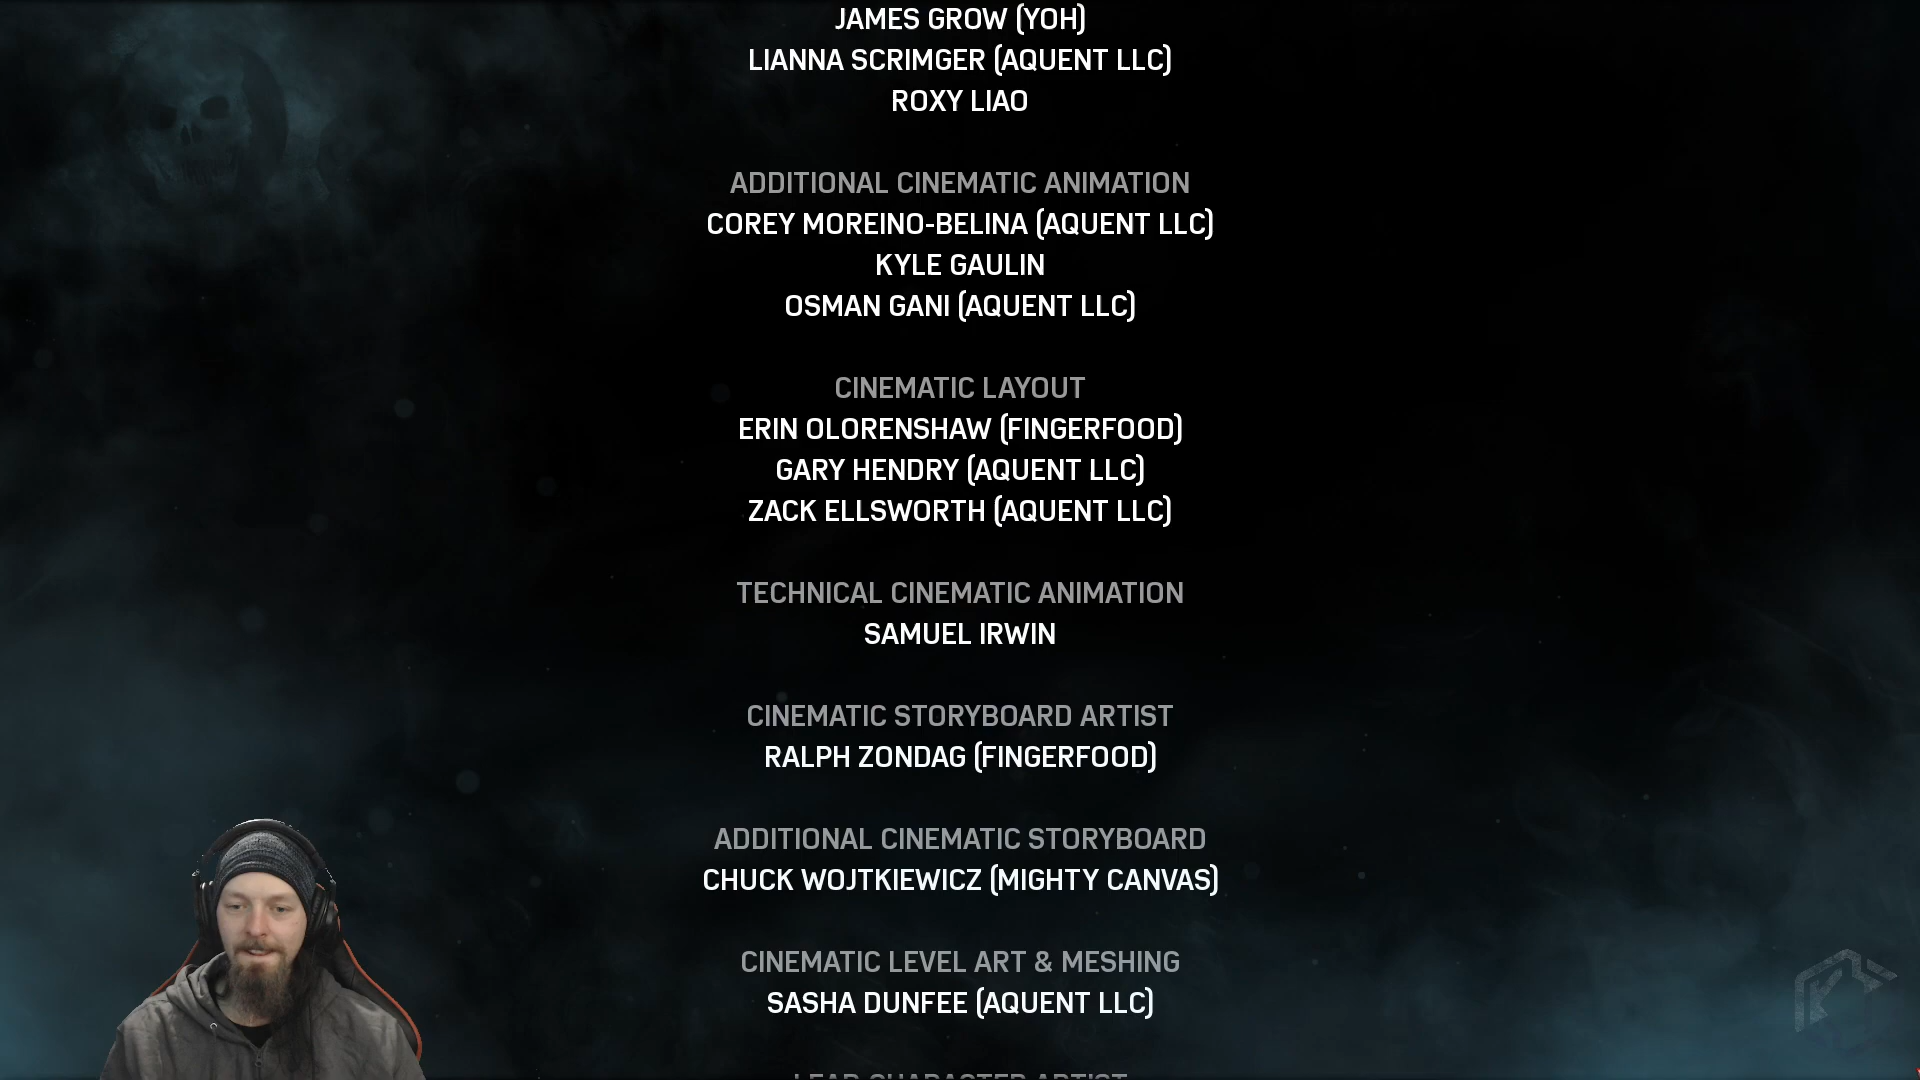 JAMES GROW (YOH)
LIANNA SCRIMGER (AQUENT LLC)
ROXY LIAO
ADDITIONAL CINEMATIC ANIMATION
COREY MOREINO-BELINA (AQUENT LLC)
KYLE GAULIN
OSMAN GANI (AQUENT LLC)
CINEMATIC LAYOUT
ERIN OLORENSHAW (FINGERFOOD)
GARY HENDRY (AQUENT LLC)
ZACK ELLSWORTH (AQUENT LLC)
TECHNICAL CINEMATIC ANIMATION
SAMUEL IRWIN
CINEMATIC STORYBOARD ARTIST
RALPH ZONDAG (FINGERFOOD)
ADDITIONAL CINEMATIC STORYBOARD
CHUCK WOJTKIEWICZ (MIGHTY CANVAS)
CINEMATIC LEVEL ART & MESHING
SASHA DUNFEE (AQUENT LLC)
LEAD CHARACTER ARTIST